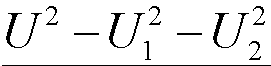 U² − U₁² − U₂²